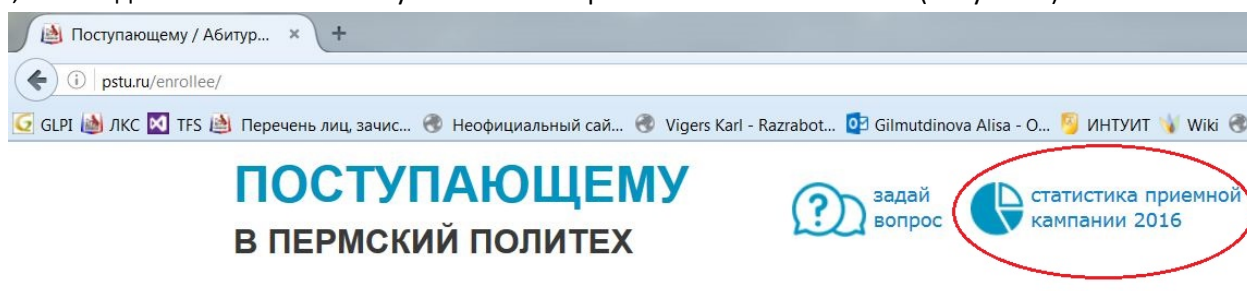 Поступающему / Абитур... × +
pstu.ru/enrollee/
GLPI ЛКС TFS Перечень лиц, зачис... Неофициальный сай... Vigers Karl - Razrabot... Gilmutdinova Alisa - O... ИНТУИТ Wiki
ПОСТУПАЮЩЕМУ
В ПЕРМСКИЙ ПОЛИТЕХ
задай
вопрос
статистика приемной
кампании 2016